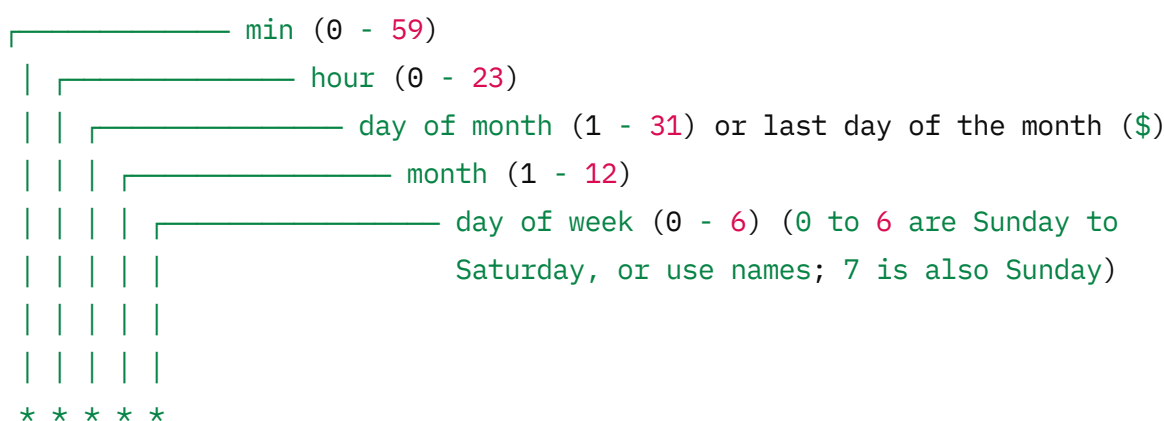 ┌─────────────── min (0 - 59)
│ ┌─────────────── hour (0 - 23)
│ │ ┌──────────────── day of month (1 - 31) or last day of the month ($)
│ │ │ ┌───────────────── month (1 - 12)
│ │ │ │ ┌────────────────── day of week (0 - 6) (0 to 6 are Sunday to
│ │ │ │ │ Saturday, or use names; 7 is also Sunday)
│ │ │ │ │
│ │ │ │ │
* * * * *